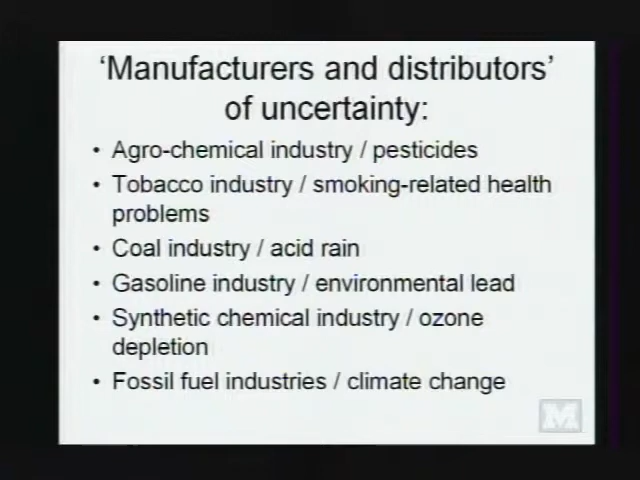 ‘Manufacturers and distributors’
of uncertainty:
• Agro-chemical industry / pesticides
• Tobacco industry / smoking-related health
problems
• Coal industry / acid rain
• Gasoline industry / environmental lead
• Synthetic chemical industry / ozone
depletion
• Fossil fuel industries / climate change
M